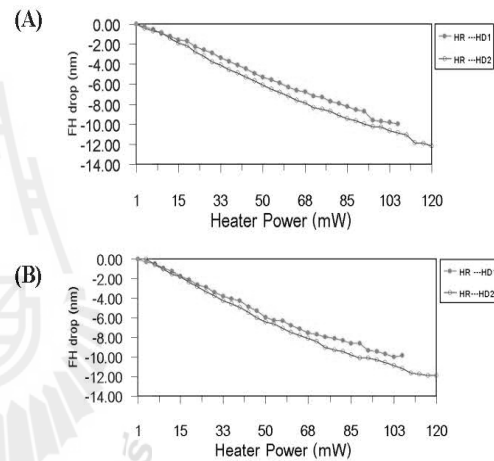 (A)
0.00
-2.00
-4.00
-6.00
-8.00
-10.00
-12.00
-14.00
FH drop (nm)
1 15 33 50 68 85 103 120
Heater Power (mW)
HR ---HD1
HR ---HD2
(B)
0.00
-2.00
-4.00
-6.00
-8.00
-10.00
-12.00
-14.00
FH drop (nm)
1 15 33 50 68 85 103 120
Heater Power (mW)
HR ---HD1
HR---HD2